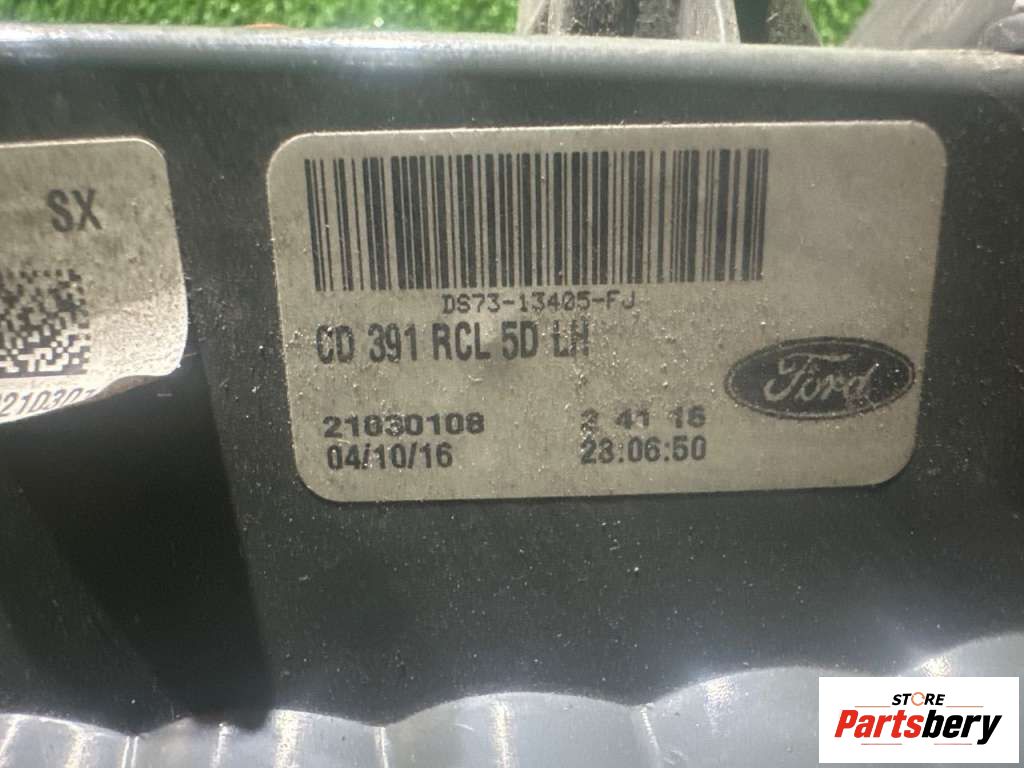 SX
DS73-13405-FJ
CD 391 RCL 5D LH
Ford
21030108 2 41 16
04/10/16 23:06:50
STORE
Partsbery